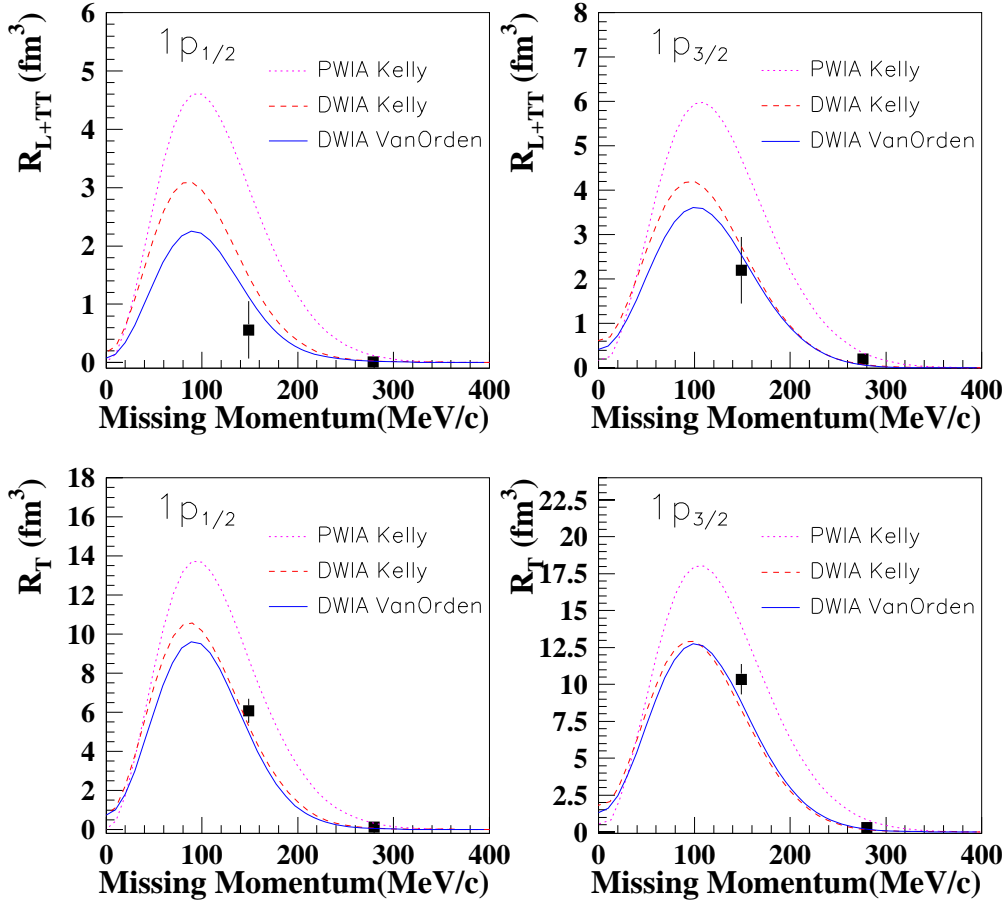 R_{L+TT} (fm^3)
6
5
4
3
2
1
0
1p_{1/2}
PWIA Kelly
DWIA Kelly
DWIA VanOrden
0 100 200 300 400
Missing Momentum(MeV/c)
R_{L+TT} (fm^3)
8
7
6
5
4
3
2
1
0
1p_{3/2}
PWIA Kelly
DWIA Kelly
DWIA VanOrden
0 100 200 300 400
Missing Momentum(MeV/c)
R_T (fm^3)
18
16
14
12
10
8
6
4
2
0
1p_{1/2}
PWIA Kelly
DWIA Kelly
DWIA VanOrden
0 100 200 300 400
Missing Momentum(MeV/c)
R_T (fm^3)
22.5
20
17.5
15
12.5
10
7.5
5
2.5
0
1p_{3/2}
PWIA Kelly
DWIA Kelly
DWIA VanOrden
0 100 200 300 400
Missing Momentum(MeV/c)